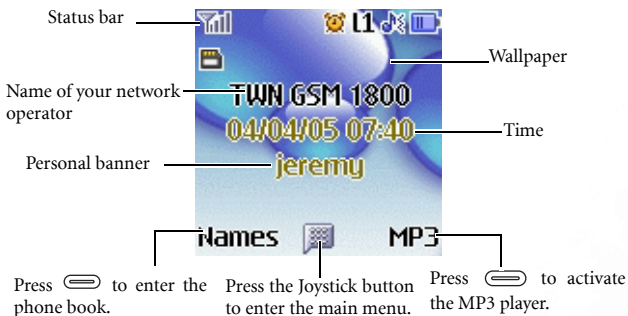 Status bar
L1
Wallpaper
Name of your network
operator
TWN GSM 1800
04/04/05 07:40
Time
Personal banner
jeremy
Names
MP3
Press to enter the
phone book.
Press the Joystick button
to enter the main menu.
Press to activate
the MP3 player.